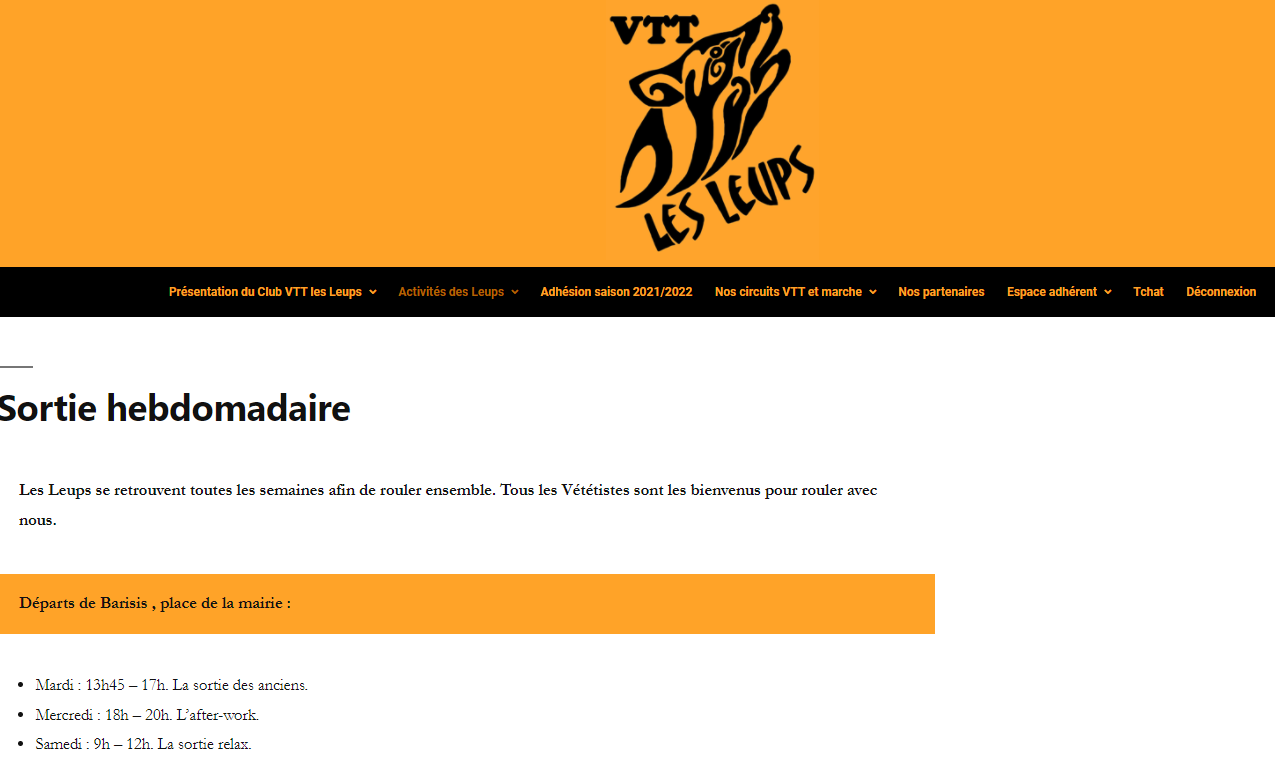 VTT
LES LEUPS
Présentation du Club VTT les Leups
Activités des Leups
Adhésion saison 2021/2022
Nos circuits VTT et marche
Nos partenaires
Espace adhérent
Tchat
Déconnexion
Sortie hebdomadaire
Les Leups se retrouvent toutes les semaines afin de rouler ensemble. Tous les Vététistes sont les bienvenus pour rouler avec
nous.
Départs de Barisis , place de la mairie :
• Mardi : 13h45 – 17h. La sortie des anciens.
• Mercredi : 18h – 20h. L’after-work.
• Samedi : 9h – 12h. La sortie relax.